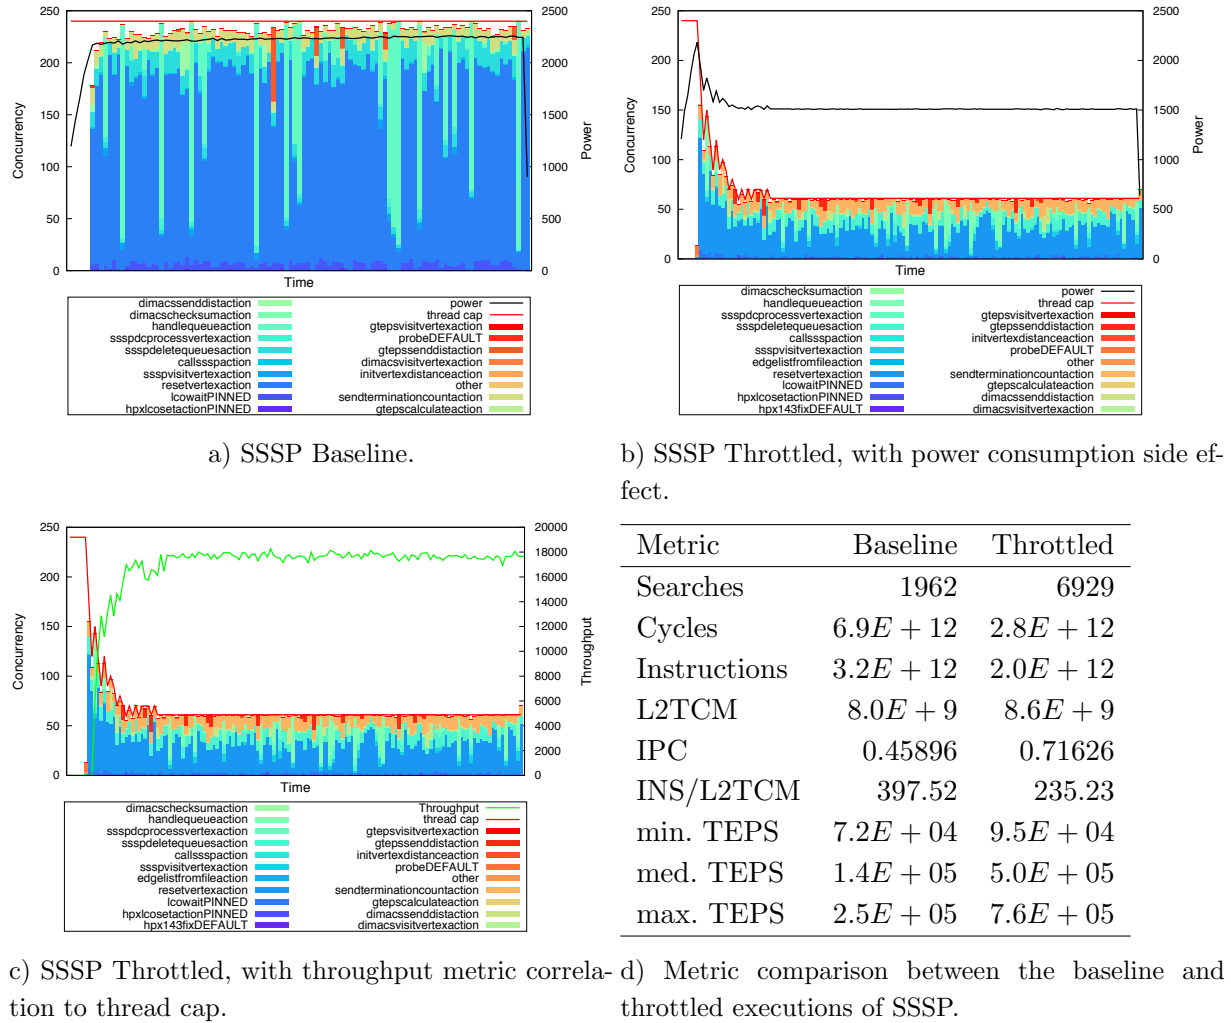 250
200
150
100
50
0
Concurrency
2500
2000
1500
1000
500
0
Power
Time
dimacssenddistaction
dimacschecksumaction
handlequeueaction
ssspdcprocessvertexaction
ssspdeletequeuesaction
callssspaction
ssspvisitvertexaction
resetvertexaction
lcowaitPINNED
hpxlcosetactionPINNED
power
thread cap
gtepsvisitvertexaction
probeDEFAULT
gtepssenddistaction
dimacsvisitvertexaction
initvertexdistanceaction
other
sendterminationcountaction
gtepscalculateaction
a) SSSP Baseline.
250
200
150
100
50
0
Concurrency
2500
2000
1500
1000
500
0
Power
Time
dimacschecksumaction
handlequeueaction
ssspdcprocessvertexaction
ssspdeletequeuesaction
callssspaction
ssspvisitvertexaction
edgelistfromfileaction
resetvertexaction
lcowaitPINNED
hpxlcosetactionPINNED
hpx143fixDEFAULT
power
thread cap
gtepsvisitvertexaction
gtepssenddistaction
initvertexdistanceaction
probeDEFAULT
other
sendterminationcountaction
gtepscalculateaction
dimacssenddistaction
dimacsvisitvertexaction
b) SSSP Throttled, with power consumption side ef-
fect.
250
200
150
100
50
0
Concurrency
20000
18000
16000
14000
12000
10000
8000
6000
4000
2000
0
Throughput
Time
dimacschecksumaction
handlequeueaction
ssspdcprocessvertexaction
ssspdeletequeuesaction
callssspaction
ssspvisitvertexaction
edgelistfromfileaction
resetvertexaction
lcowaitPINNED
hpxlcosetactionPINNED
hpx143fixDEFAULT
Throughput
thread cap
gtepsvisitvertexaction
gtepssenddistaction
initvertexdistanceaction
probeDEFAULT
other
sendterminationcountaction
gtepscalculateaction
dimacssenddistaction
dimacsvisitvertexaction
c) SSSP Throttled, with throughput metric correla-
tion to thread cap.
Metric Baseline Throttled
Searches 1962 6929
Cycles 6.9E + 12 2.8E + 12
Instructions 3.2E + 12 2.0E + 12
L2TCM 8.0E + 9 8.6E + 9
IPC 0.45896 0.71626
INS/L2TCM 397.52 235.23
min. TEPS 7.2E + 04 9.5E + 04
med. TEPS 1.4E + 05 5.0E + 05
max. TEPS 2.5E + 05 7.6E + 05
d) Metric comparison between the baseline and
throttled executions of SSSP.